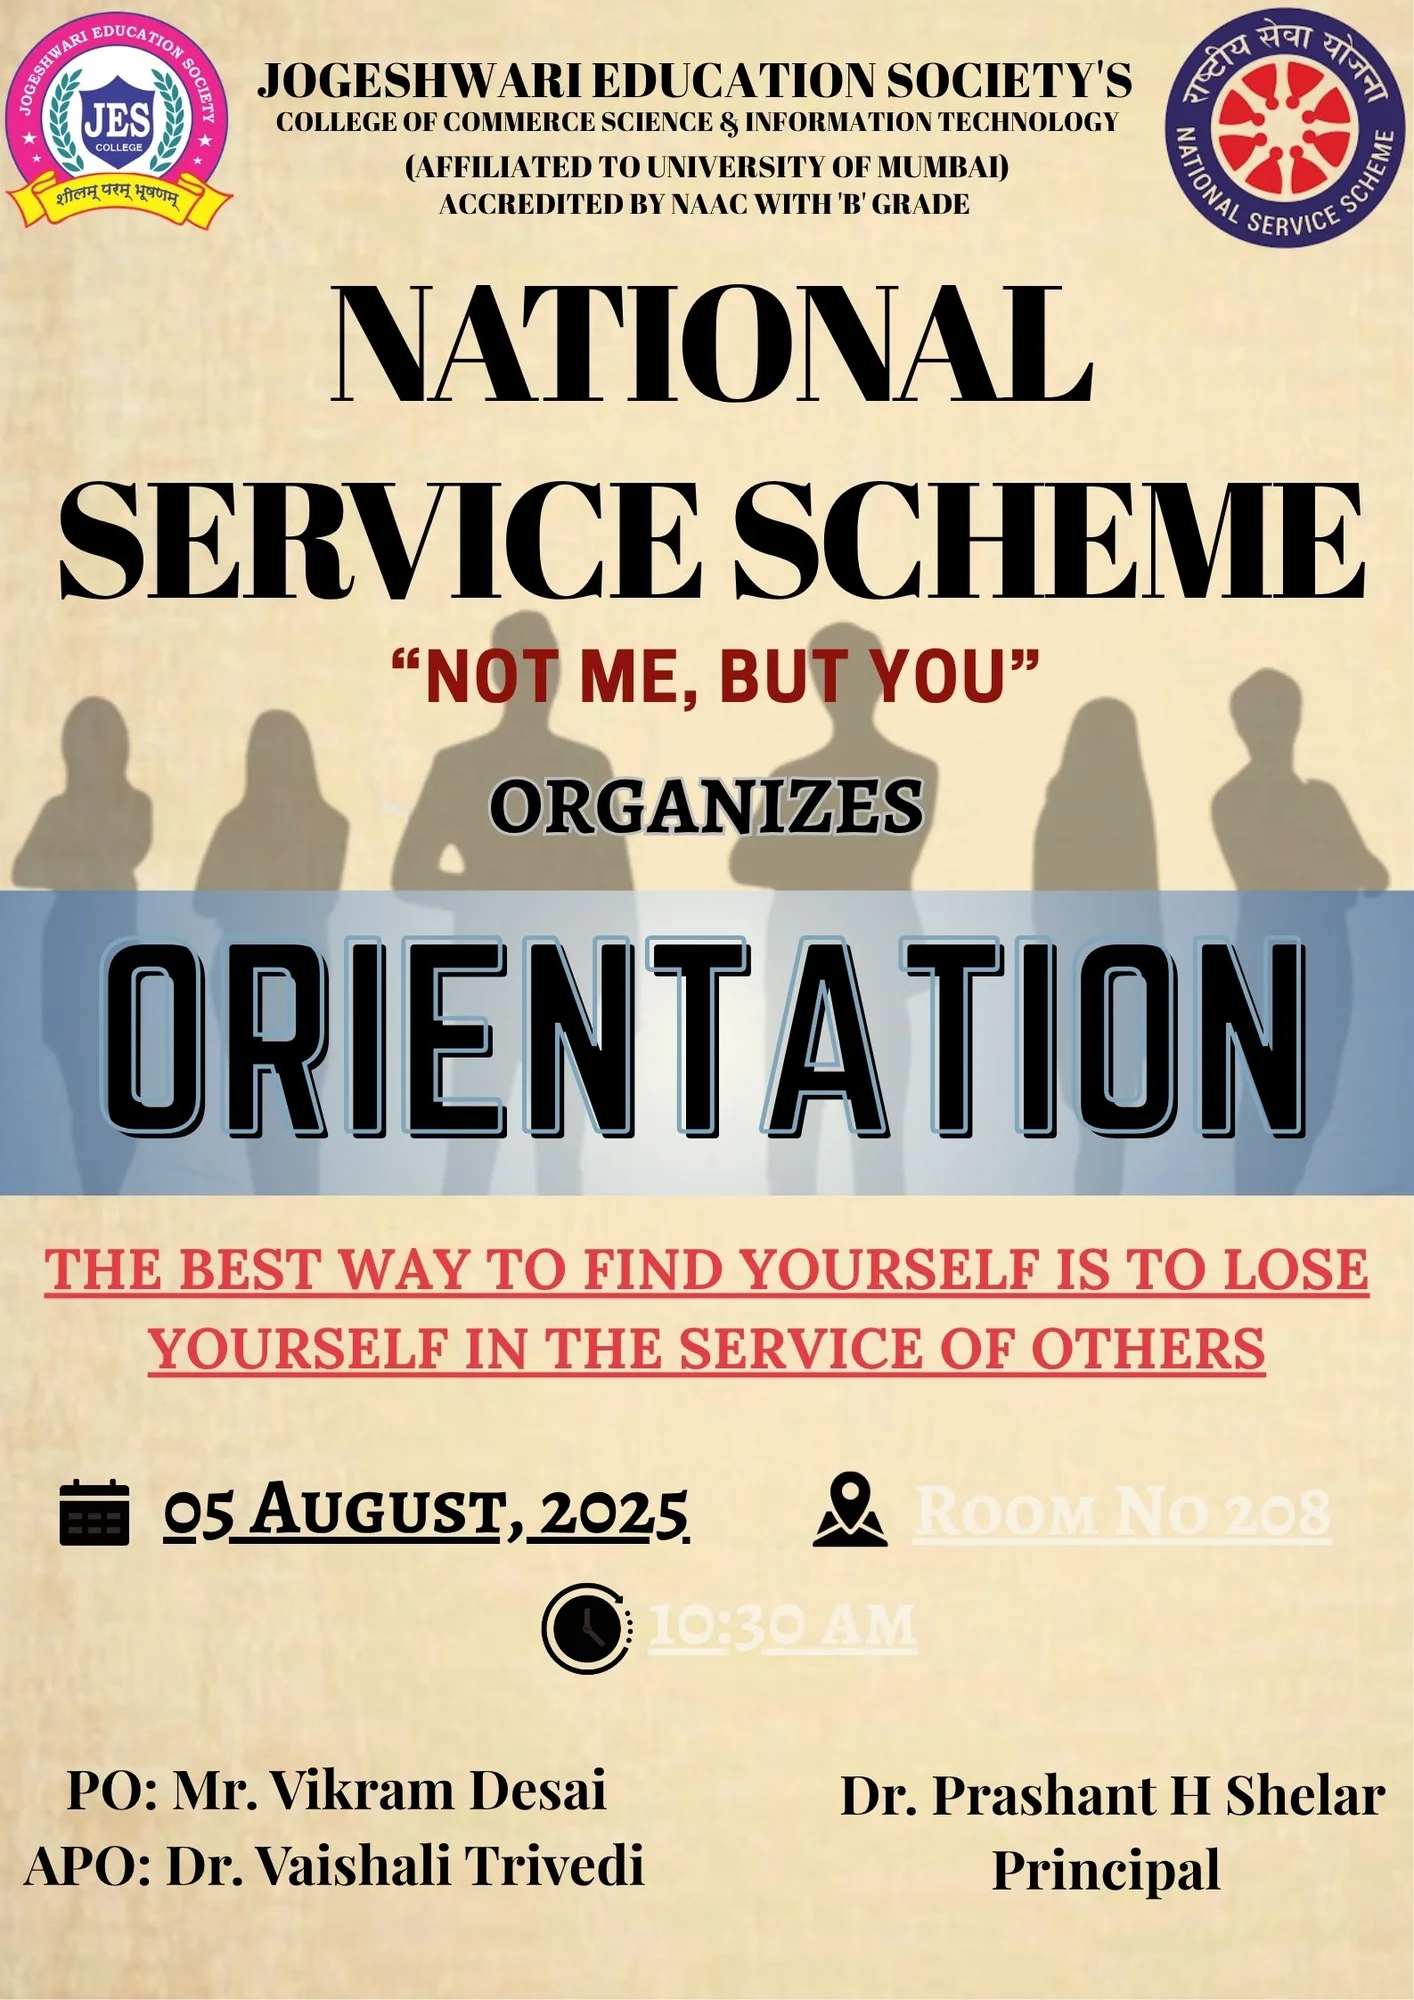 JOGESHWARI EDUCATION SOCIETY
JES
COLLEGE
शीलम् परम् भूषणम्
JOGESHWARI EDUCATION SOCIETY'S
COLLEGE OF COMMERCE SCIENCE & INFORMATION TECHNOLOGY
(AFFILIATED TO UNIVERSITY OF MUMBAI)
ACCREDITED BY NAAC WITH 'B' GRADE
राष्ट्रीय सेवा योजना
NATIONAL SERVICE SCHEME
NATIONAL
SERVICE SCHEME
“NOT ME, BUT YOU”
ORGANIZES
ORIENTATION
THE BEST WAY TO FIND YOURSELF IS TO LOSE
YOURSELF IN THE SERVICE OF OTHERS
05 August, 2025
Room No 208
10:30 AM
PO: Mr. Vikram Desai
APO: Dr. Vaishali Trivedi
Dr. Prashant H Shelar
Principal